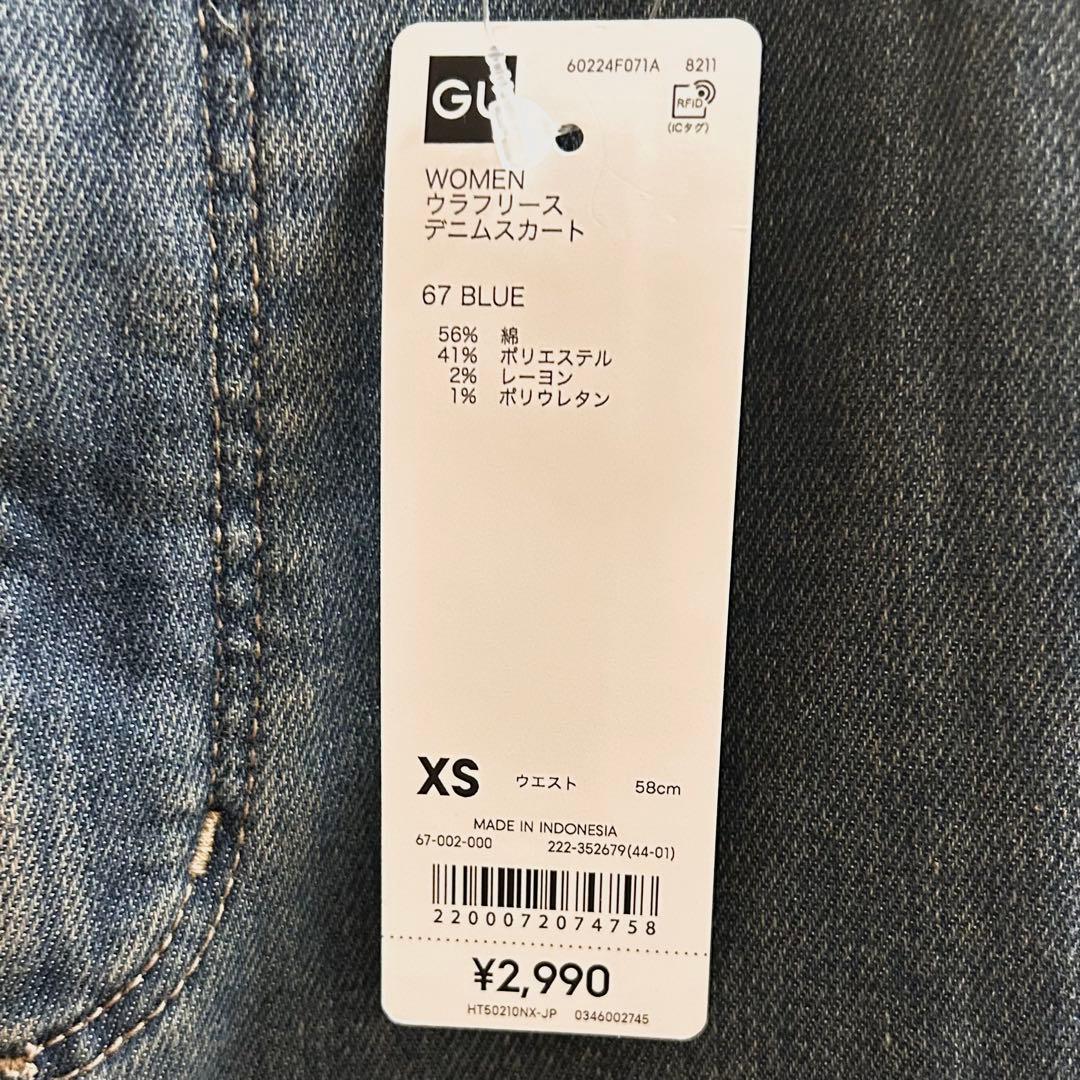 GU
60224F071A 8211
RFID
(ICタグ)
WOMEN
ウラフリース
デニムスカート
67 BLUE
56% 綿
41% ポリエステル
2% レーヨン
1% ポリウレタン
XS ウエスト 58cm
MADE IN INDONESIA
67-002-000 222-352679(44-01)
2200072074758
¥2,990
HT50210NX-JP 0346002745